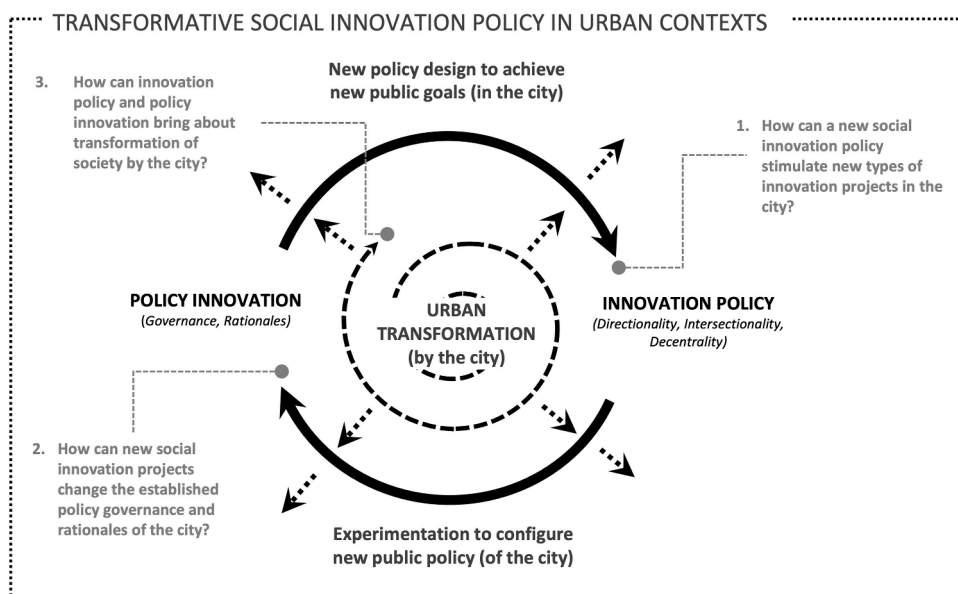 TRANSFORMATIVE SOCIAL INNOVATION POLICY IN URBAN CONTEXTS
New policy design to achieve
new public goals (in the city)
3. How can innovation
policy and policy
innovation bring about
transformation of
society by the city?
1. How can a new social
innovation policy
stimulate new types of
innovation projects in the
city?
POLICY INNOVATION
(Governance, Rationales)
URBAN
TRANSFORMATION
(by the city)
INNOVATION POLICY
(Directionality, Intersectionality,
Decentrality)
2. How can new social
innovation projects
change the established
policy governance and
rationales of the city?
Experimentation to configure
new public policy (of the city)